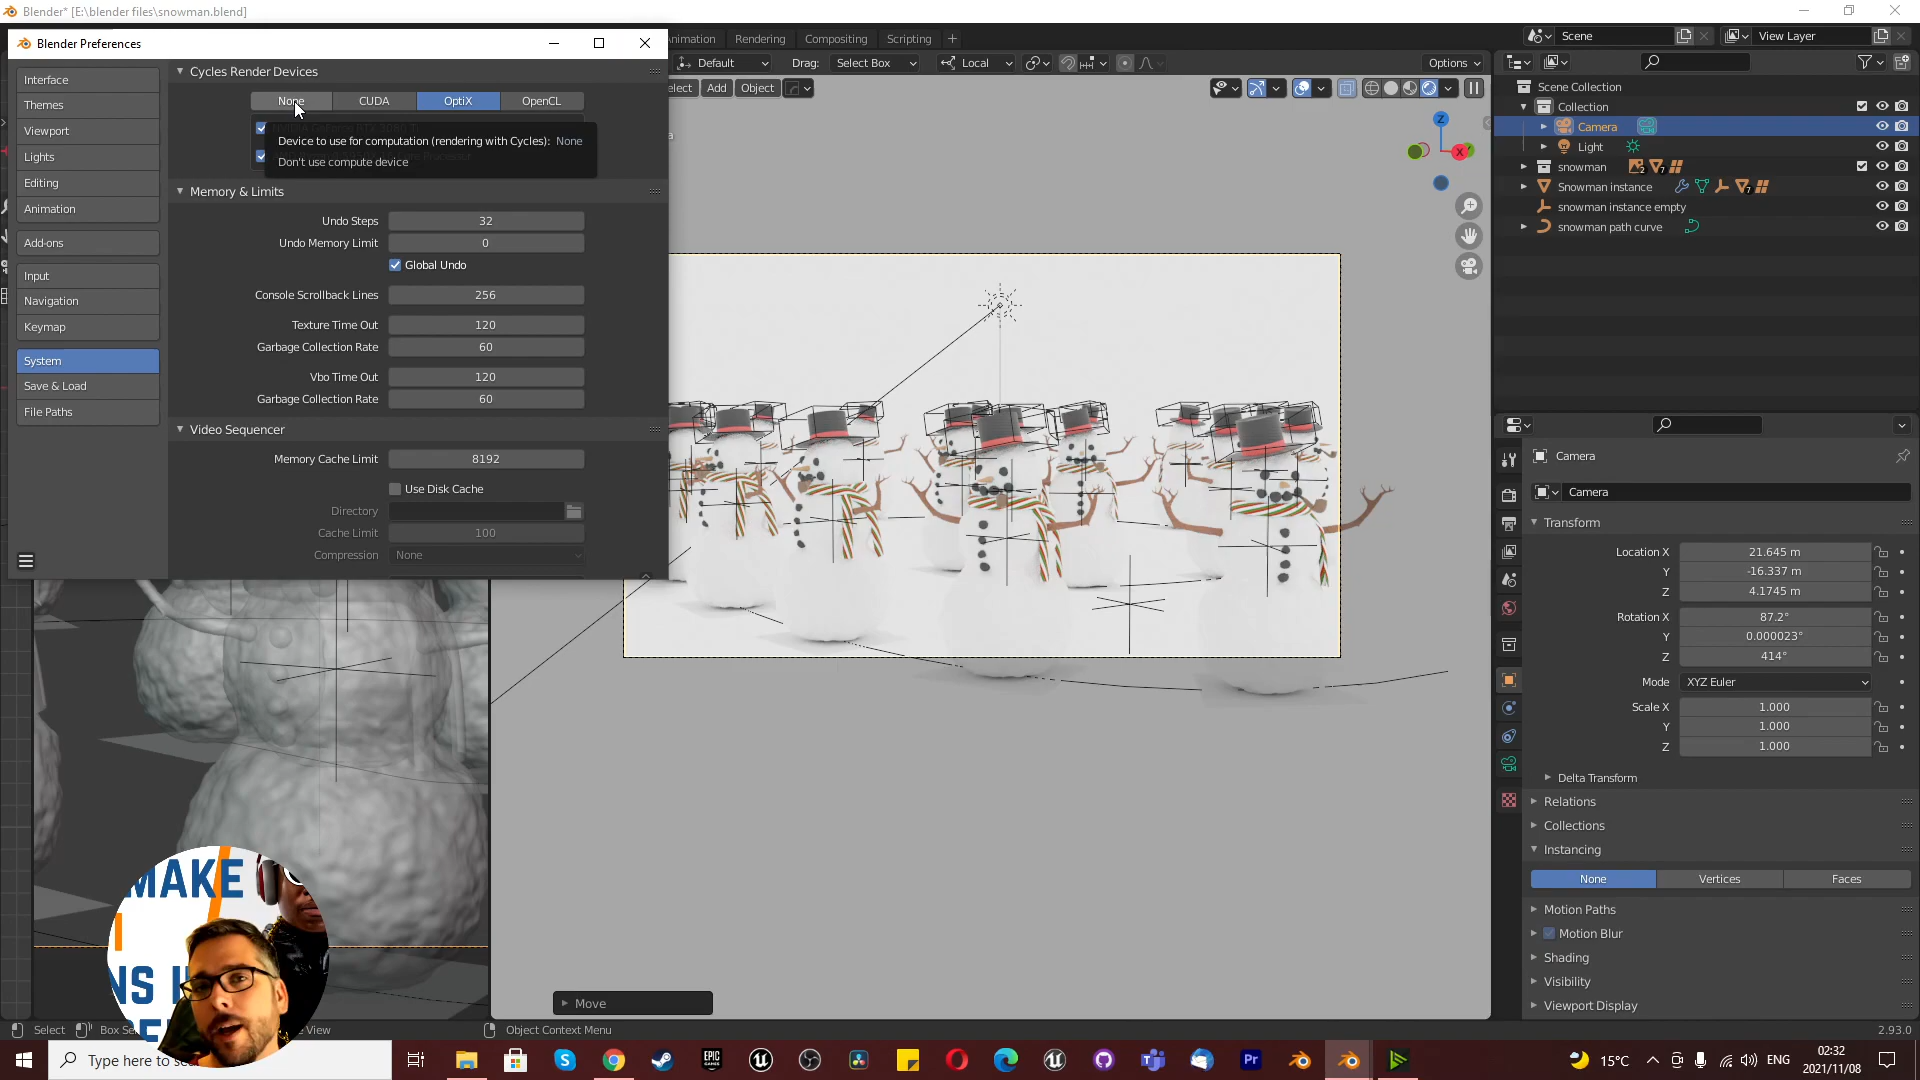 Blender* [E:\blender files\snowman.blend]
Blender Preferences
Interface
Themes
Viewport
Lights
Editing
Animation
Add-ons
Input
Navigation
Keymap
System
Save & Load
File Paths
Cycles Render Devices
None
CUDA
OptiX
OpenCL
Device to use for computation (rendering with Cycles): None
Don't use compute device
Memory & Limits
Undo Steps 32
Undo Memory Limit 0
Global Undo
Console Scrollback Lines 256
Texture Time Out 120
Garbage Collection Rate 60
Vbo Time Out 120
Garbage Collection Rate 60
Video Sequencer
Memory Cache Limit 8192
Use Disk Cache
Directory
Cache Limit 100
Compression None
Rendering
Compositing
Scripting
Default
Drag:
Select Box
Local
Options
Add
Object
Z
X
Move
Scene
View Layer
Scene Collection
Collection
Camera
Light
snowman
2
7
Snowman instance
7
snowman instance empty
snowman path curve
Camera
Camera
Transform
Location X 21.645 m
Y -16.337 m
Z 4.1745 m
Rotation X 87.2°
Y 0.000023°
Z 414°
Mode XYZ Euler
Scale X 1.000
Y 1.000
Z 1.000
Delta Transform
Relations
Collections
Instancing
None
Vertices
Faces
Motion Paths
Motion Blur
Shading
Visibility
Viewport Display
MAKE
Select
View
Object Context Menu
2.93.0
Type here to
EPIC GAMES
Pr
15°C
ENG
02:32
2021/11/08